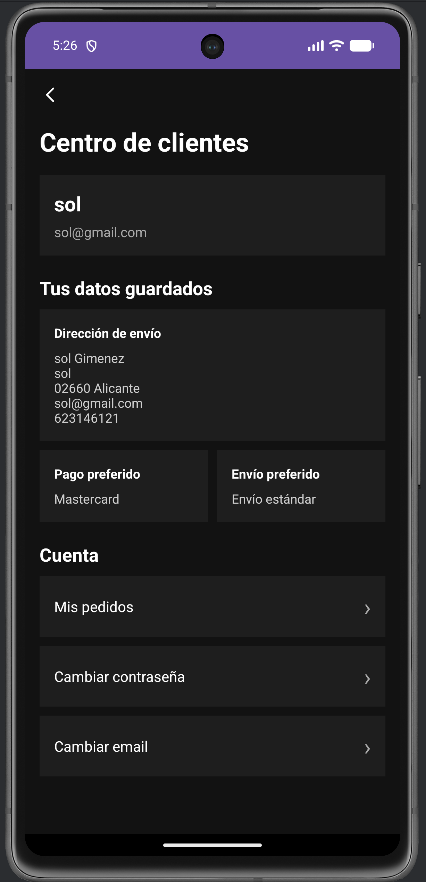 5:26
Centro de clientes
sol
sol@gmail.com
Tus datos guardados
Dirección de envío
sol Gimenez
sol
02660 Alicante
sol@gmail.com
623146121
Pago preferido
Mastercard
Envío preferido
Envío estándar
Cuenta
Mis pedidos
Cambiar contraseña
Cambiar email